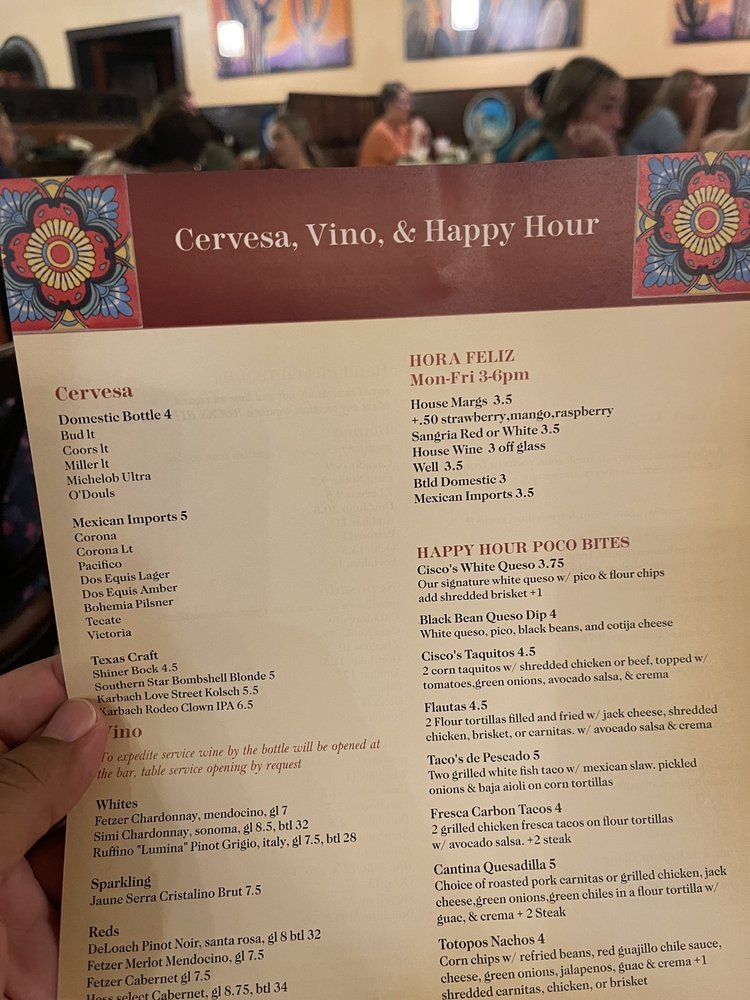 Cervesa, Vino, & Happy Hour
Cervesa
Domestic Bottle 4
Bud lt
Coors lt
Miller lt
Michelob Ultra
O'Douls
Mexican Imports 5
Corona
Corona Lt
Pacifico
Dos Equis Lager
Dos Equis Amber
Bohemia Pilsner
Tecate
Victoria
Texas Craft
Shiner Bock 4.5
Southern Star Bombshell Blonde 5
Karbach Love Street Kolsch 5.5
Karbach Rodeo Clown IPA 6.5
Vino
To expedite service wine by the bottle will be opened at
the bar, table service opening by request
Whites
Fetzer Chardonnay, mendocino, gl 7
Simi Chardonnay, sonoma, gl 8.5, btl 32
Ruffino "Lumina" Pinot Grigio, italy, gl 7.5, btl 28
Sparkling
Jaune Serra Cristalino Brut 7.5
Reds
DeLoach Pinot Noir, santa rosa, gl 8 btl 32
Fetzer Merlot Mendocino, gl 7.5
Fetzer Cabernet gl 7.5
Hess select Cabernet, gl 8.75, btl 34
HORA FELIZ
Mon-Fri 3-6pm
House Margs 3.5
+.50 strawberry,mango,raspberry
Sangria Red or White 3.5
House Wine 3 off glass
Well 3.5
Btld Domestic 3
Mexican Imports 3.5
HAPPY HOUR POCO BITES
Cisco's White Queso 3.75
Our signature white queso w/ pico & flour chips
add shredded brisket +1
Black Bean Queso Dip 4
White queso, pico, black beans, and cotija cheese
Cisco's Taquitos 4.5
2 corn taquitos w/ shredded chicken or beef, topped w/
tomatoes,green onions, avocado salsa, & crema
Flautas 4.5
2 Flour tortillas filled and fried w/ jack cheese, shredded
chicken, brisket, or carnitas. w/ avocado salsa & crema
Taco's de Pescado 5
Two grilled white fish taco w/ mexican slaw. pickled
onions & baja aioli on corn tortillas
Fresca Carbon Tacos 4
2 grilled chicken fresca tacos on flour tortillas
w/ avocado salsa. +2 steak
Cantina Quesadilla 5
Choice of roasted pork carnitas or grilled chicken, jack
cheese,green onions,green chiles in a flour tortilla w/
guac, & crema + 2 Steak
Totopos Nachos 4
Corn chips w/ refried beans, red guajillo chile sauce,
cheese, green onions, jalapenos, guac & crema +1
shredded carnitas, chicken, or brisket